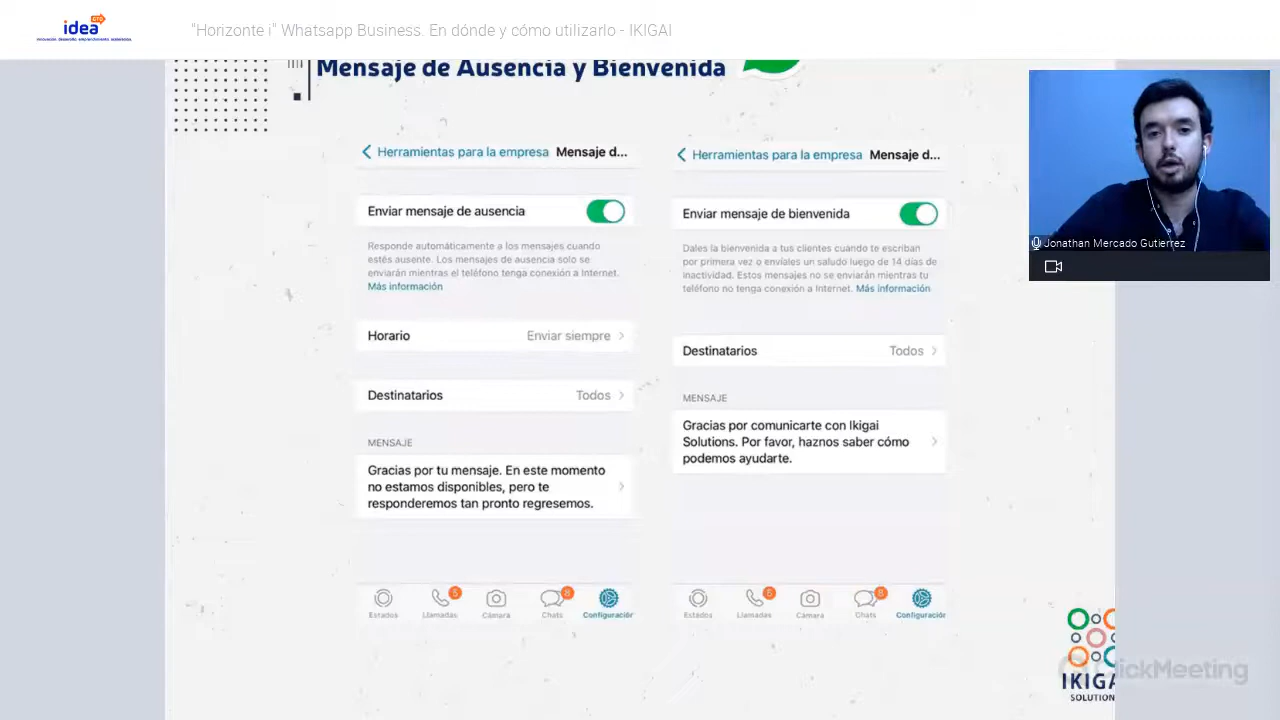 idea
GTO
"Horizonte i" Whatsapp Business. En dónde y cómo utilizarlo - IKIGAI
Mensaje de Ausencia y Bienvenida
Herramientas para la empresa Mensaje d...
Enviar mensaje de ausencia
Responde automáticamente a los mensajes cuando
estés ausente. Los mensajes de ausencia solo se
enviarán mientras el teléfono tenga conexión a Internet.
Más información
Horario Enviar siempre
Destinatarios Todos
MENSAJE
Gracias por tu mensaje. En este momento
no estamos disponibles, pero te
responderemos tan pronto regresemos.
Estados Llamadas 5 Cámara Chats 8 Configuración
Herramientas para la empresa Mensaje d...
Enviar mensaje de bienvenida
Dales la bienvenida a tus clientes cuando te escriban
por primera vez o envíales un saludo luego de 14 días de
inactividad. Estos mensajes no se enviarán mientras tu
teléfono no tenga conexión a Internet. Más información
Destinatarios Todos
MENSAJE
Gracias por comunicarte con Ikigai
Solutions. Por favor, haznos saber cómo
podemos ayudarte.
Estados Llamadas 5 Cámara Chats 8 Configuración
Jonathan Mercado Gutierrez
ClickMeeting
IKIGA
SOLUTION